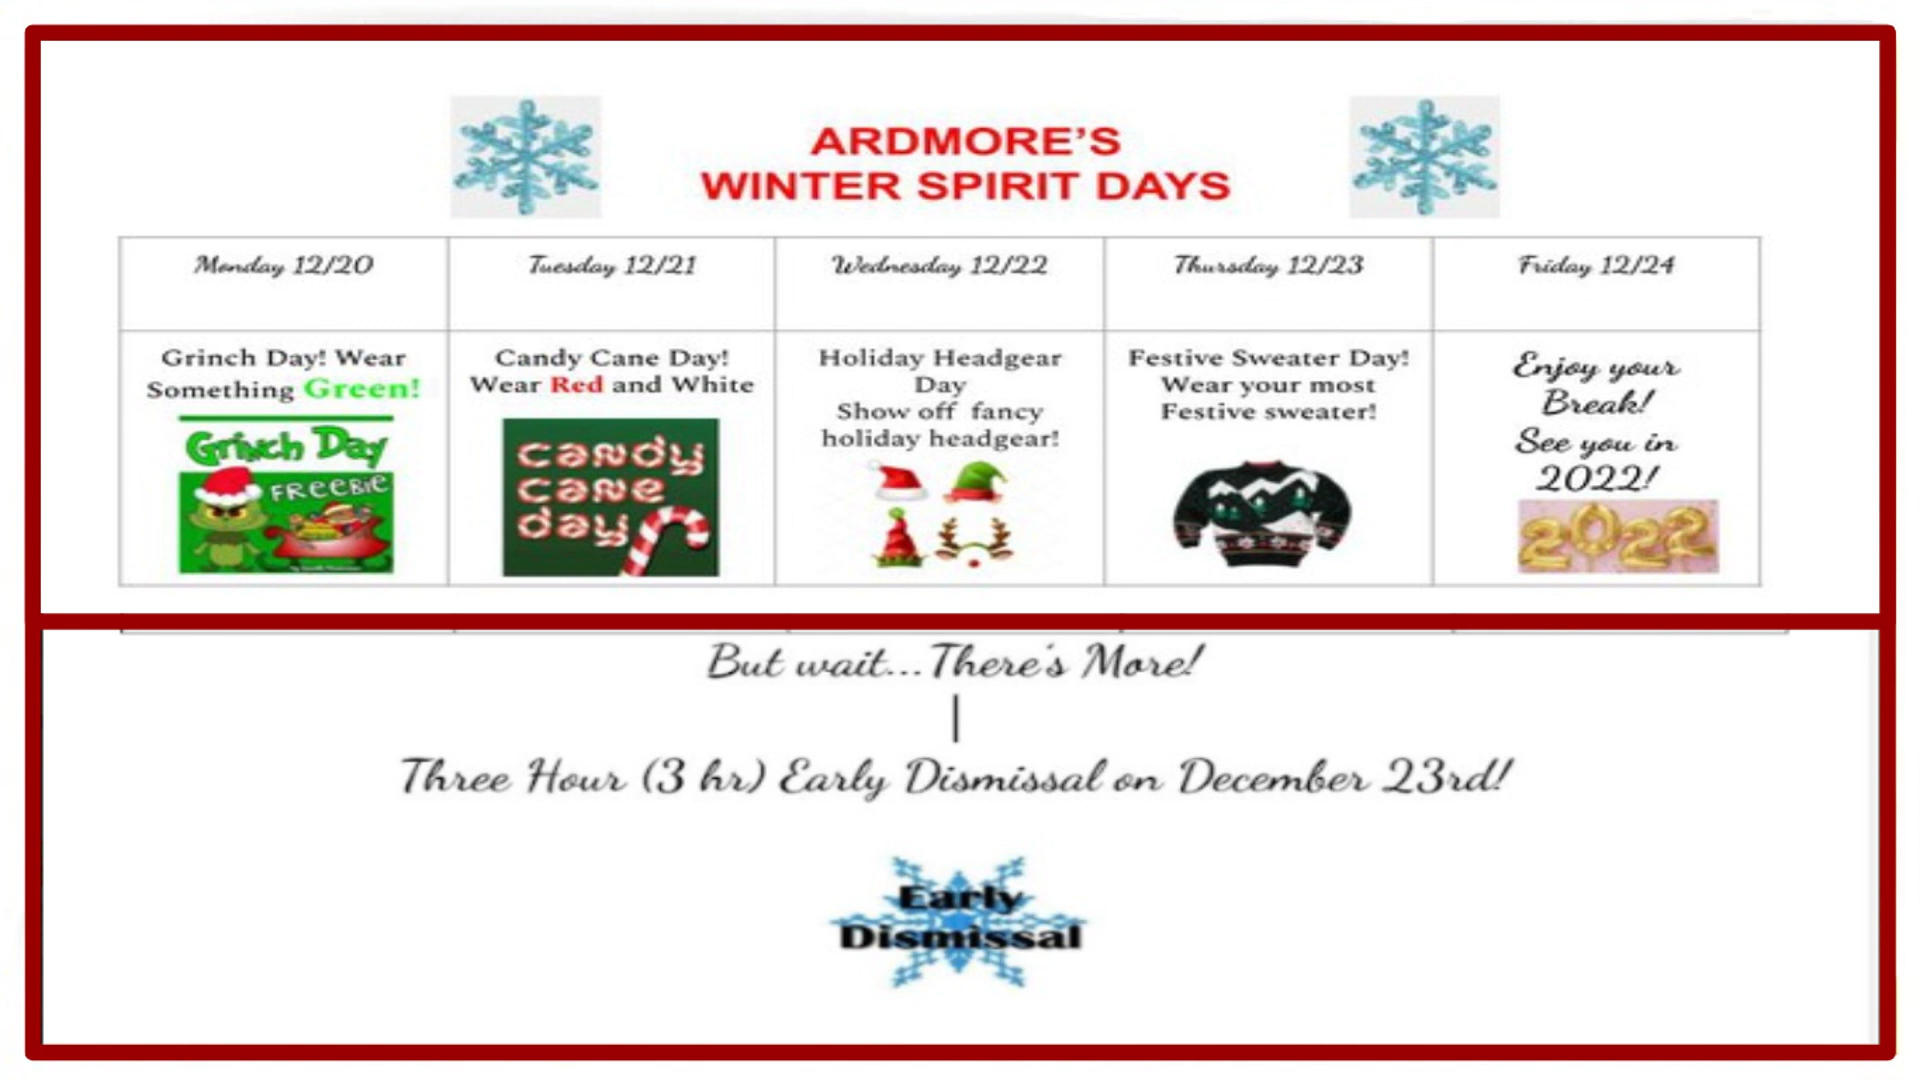 ARDMORE'S
WINTER SPIRIT DAYS
Monday 12/20
Tuesday 12/21
Wednesday 12/22
Thursday 12/23
Friday 12/24
Grinch Day! Wear
Something Green!
Grinch Day
FREEBIE
Candy Cane Day!
Wear Red and White
candy
cane
day
Holiday Headgear
Day
Show off fancy
holiday headgear!
Festive Sweater Day!
Wear your most
Festive sweater!
Enjoy your
Break!
See you in
2022!
2022
But wait...There's More!
Three Hour (3 hr) Early Dismissal on December 23rd!
Early
Dismissal